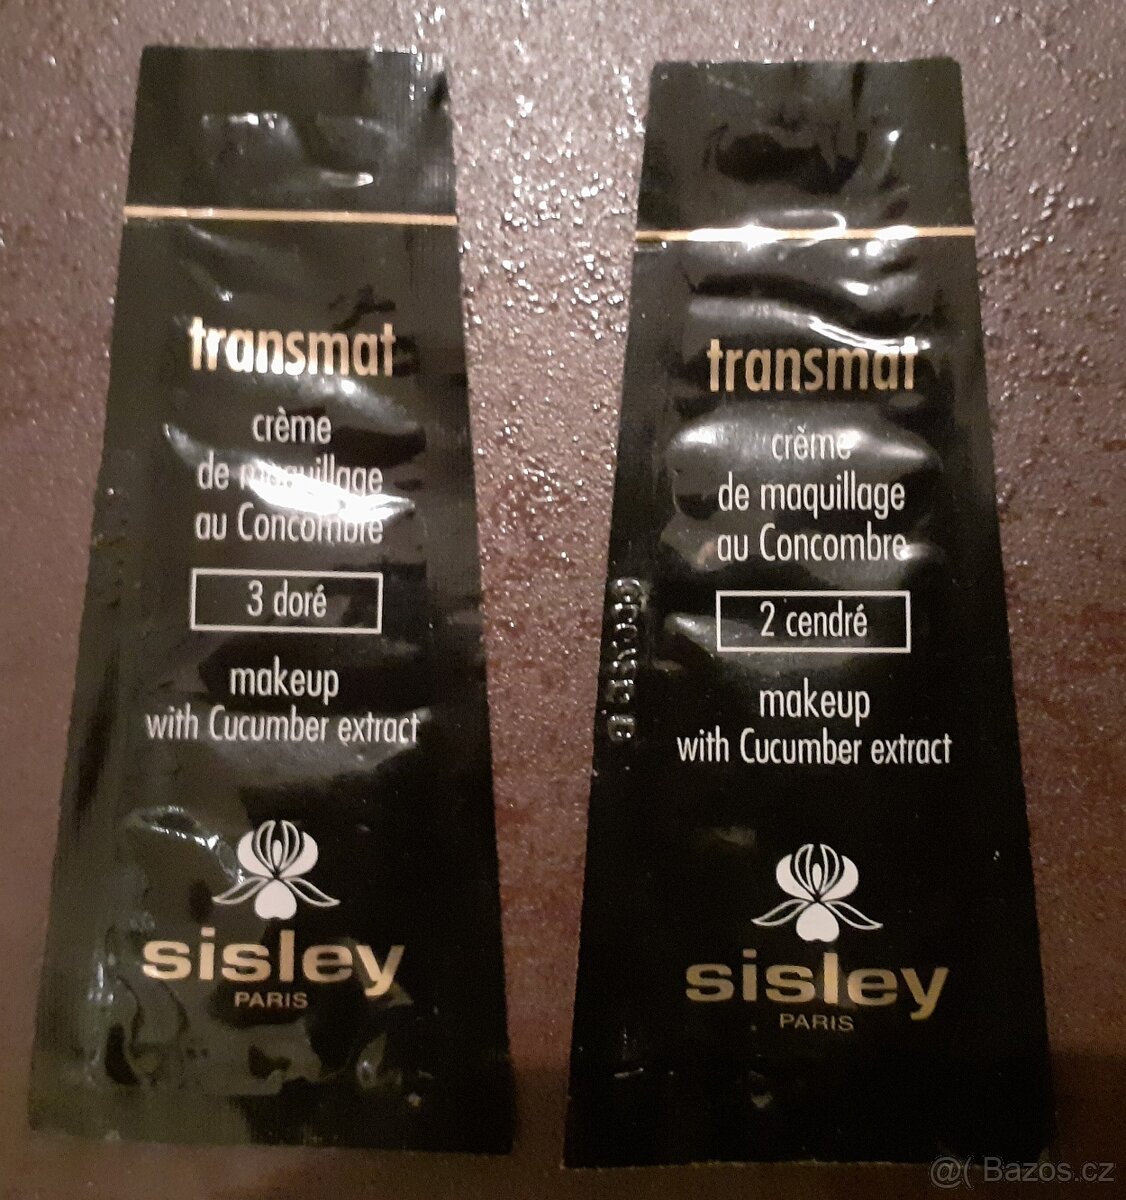 transmat
crème
de maquillage
au Concombre
3 doré
makeup
with Cucumber extract
sisley
PARIS
transmat
crème
de maquillage
au Concombre
2 cendré
makeup
with Cucumber extract
sisley
PARIS
@( Bazos.cz